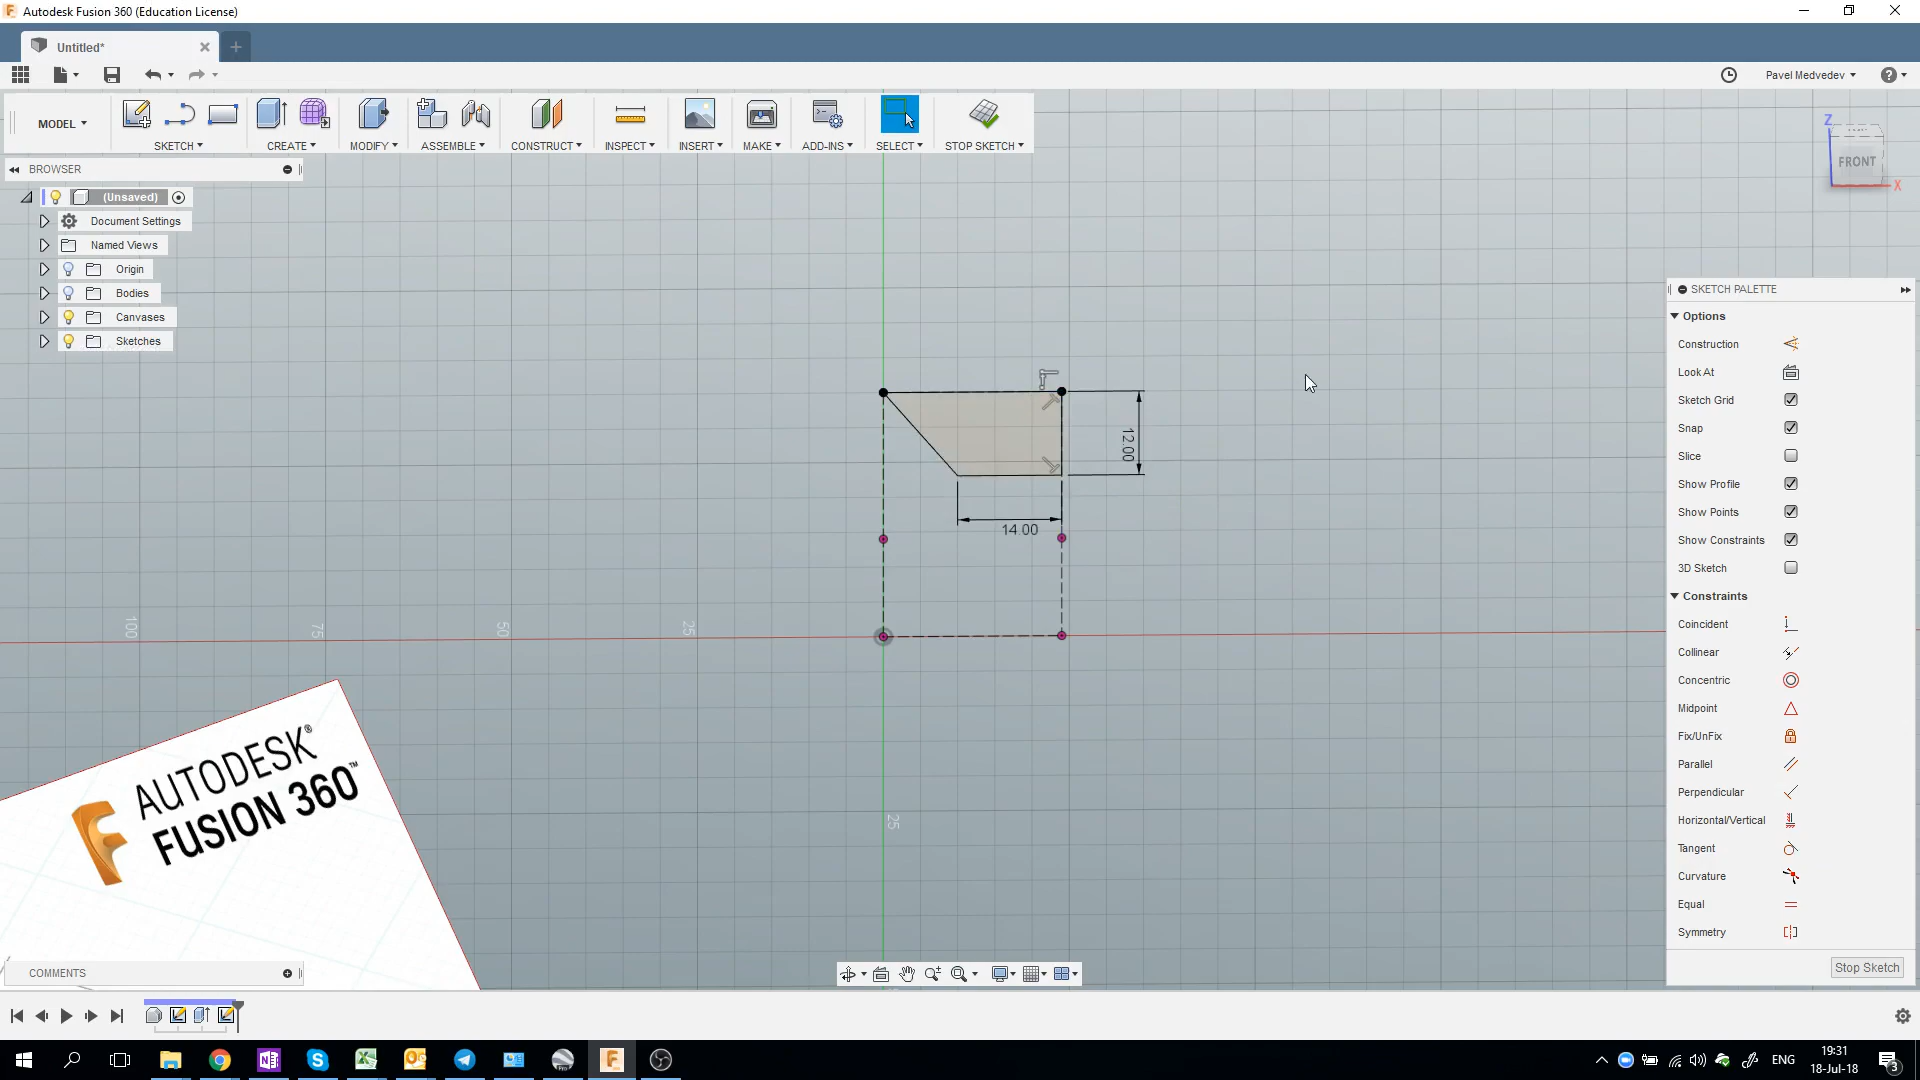 Autodesk Fusion 360 (Education License)
Untitled*
Pavel Medvedev
MODEL
SKETCH
CREATE
MODIFY
ASSEMBLE
CONSTRUCT
INSPECT
INSERT
MAKE
ADD-INS
SELECT
STOP SKETCH
Z
FRONT
X
BROWSER
(Unsaved)
Document Settings
Named Views
Origin
Bodies
Canvases
Sketches
SKETCH PALETTE
Options
Construction
Look At
Sketch Grid
Snap
Slice
Show Profile
Show Points
Show Constraints
3D Sketch
Constraints
Coincident
Collinear
Concentric
Midpoint
Fix/UnFix
Parallel
Perpendicular
Horizontal/Vertical
Tangent
Curvature
Equal
Symmetry
Stop Sketch
12.00
14.00
100
75
50
25
25
AUTODESK®
FUSION 360™
COMMENTS
ENG
19:31
18-Jul-18
3